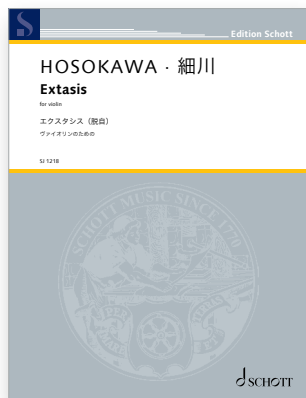 Edition Schott
HOSOKAWA · 細川
Extasis
for violin
エクスタシス（脱自）
ヴァイオリンのための
SJ 1218
SCHOTT MUSIC SINCE 1770
SCHOTT